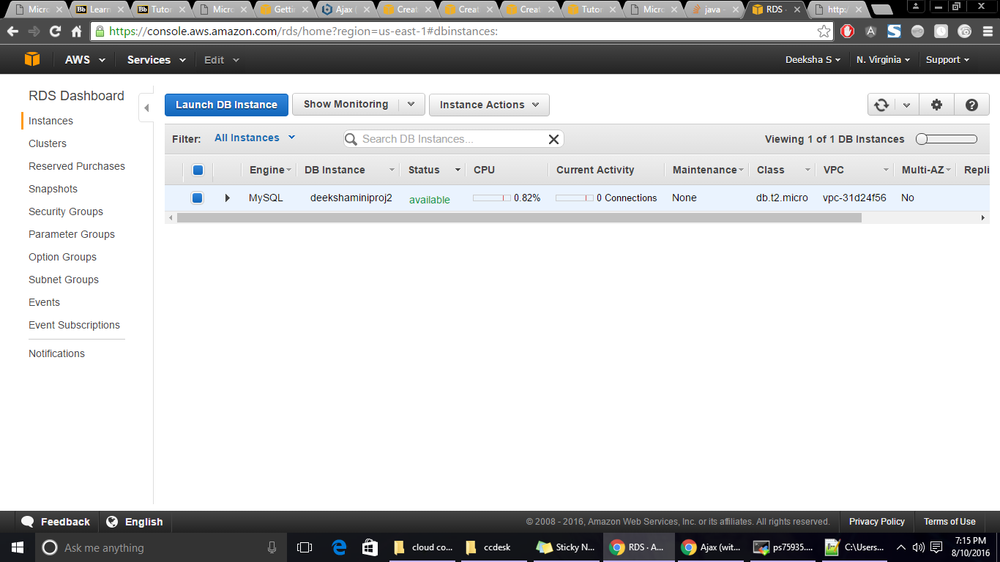 Micro Learn Tutor Micro Gettin Ajax ( Creat Creat Creat Tutor Micro java - RDS · http:/
https://console.aws.amazon.com/rds/home?region=us-east-1#dbinstances:
AWS Services Edit Deeksha S N. Virginia Support
RDS Dashboard
Instances
Clusters
Reserved Purchases
Snapshots
Security Groups
Parameter Groups
Option Groups
Subnet Groups
Events
Event Subscriptions
Notifications
Launch DB Instance Show Monitoring Instance Actions
Filter: All Instances Search DB Instances... Viewing 1 of 1 DB Instances
Engine DB Instance Status CPU Current Activity Maintenance Class VPC Multi-AZ Repli
MySQL deekshaminiproj2 available 0.82% 0 Connections None db.t2.micro vpc-31d24f56 No
Feedback English © 2008 - 2016, Amazon Web Services, Inc. or its affiliates. All rights reserved. Privacy Policy Terms of Use
Ask me anything cloud co... ccdesk Sticky N... RDS · A... Ajax (wit... ps75935.... C:\Users... 7:15 PM
8/10/2016